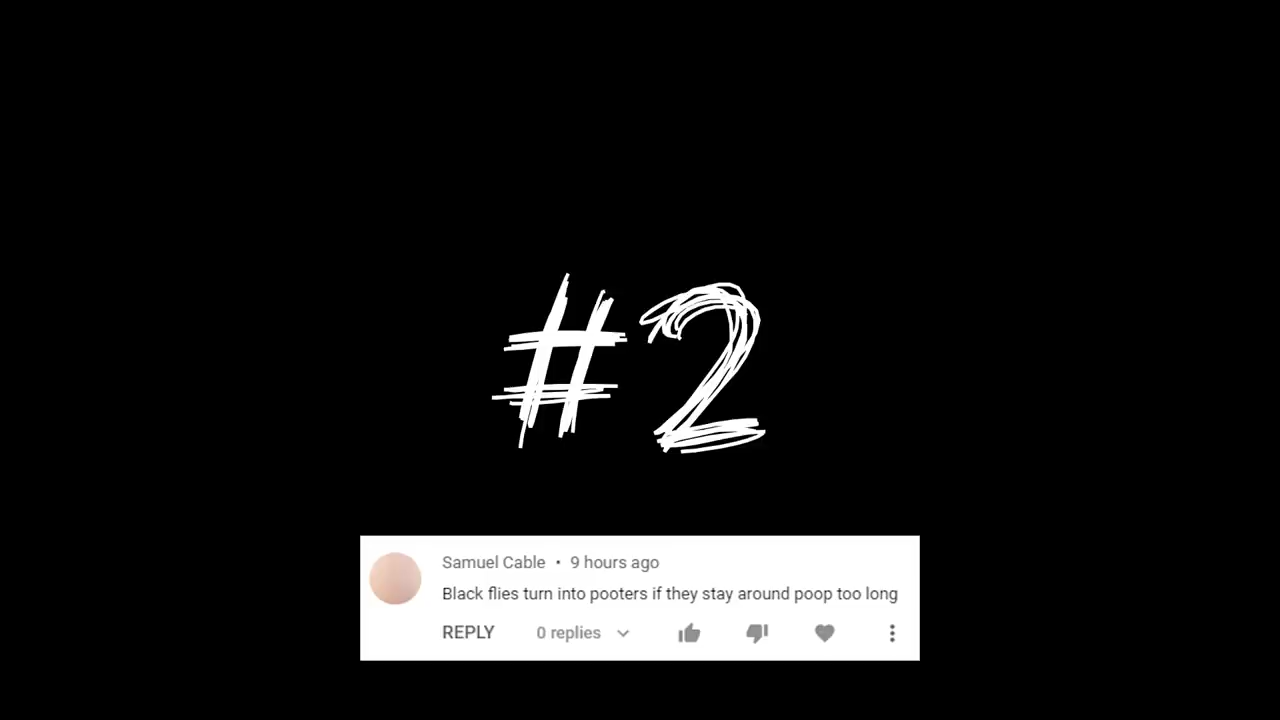 #2
Samuel Cable • 9 hours ago
Black flies turn into pooters if they stay around poop too long
REPLY 0 replies